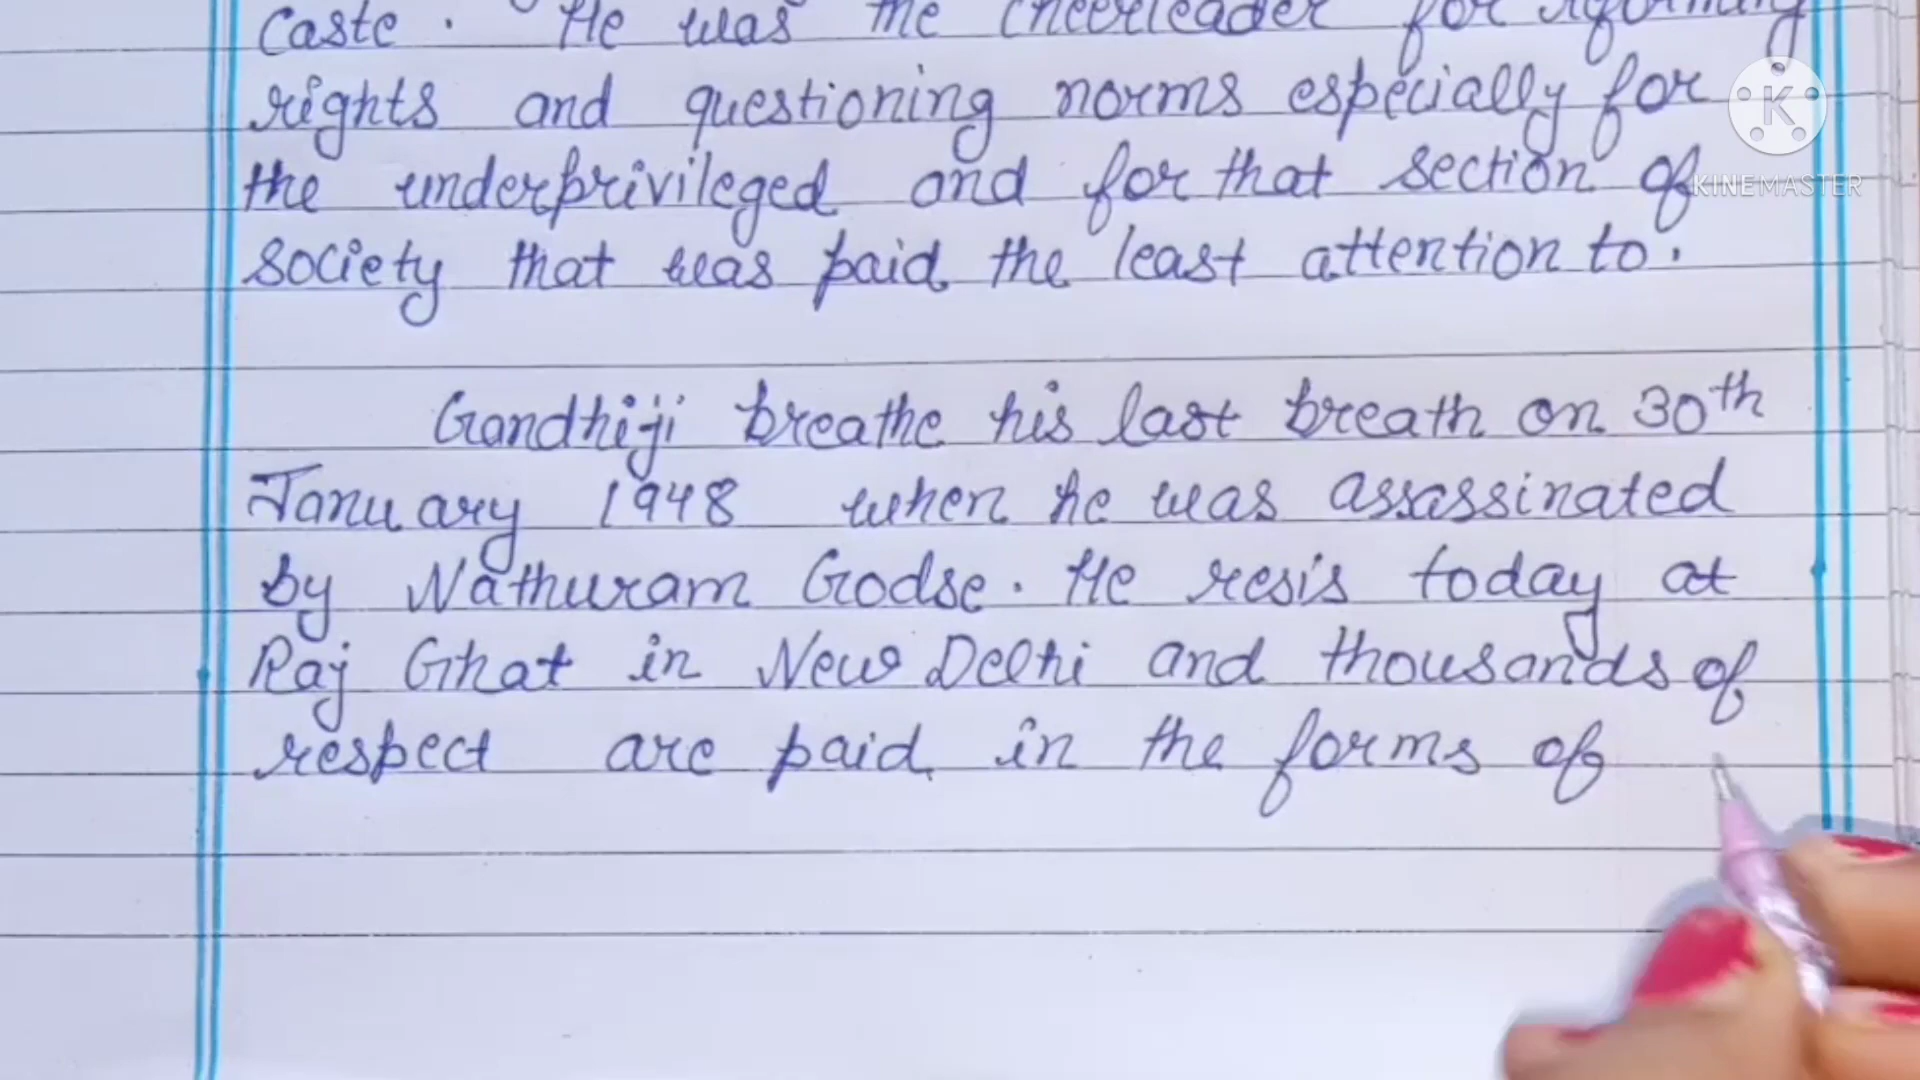 Caste. He was the cheerleader for reforming
rights and questioning norms especially for
the underprivileged and for that section of
society that was paid the least attention to.
Gandhiji breathe his last breath on 30th
January 1948 when he was assassinated
by Nathuram Godse. He resis today at
Raj Ghat in New Delhi and thousands of
respect are paid in the forms of
K
KINEMASTER